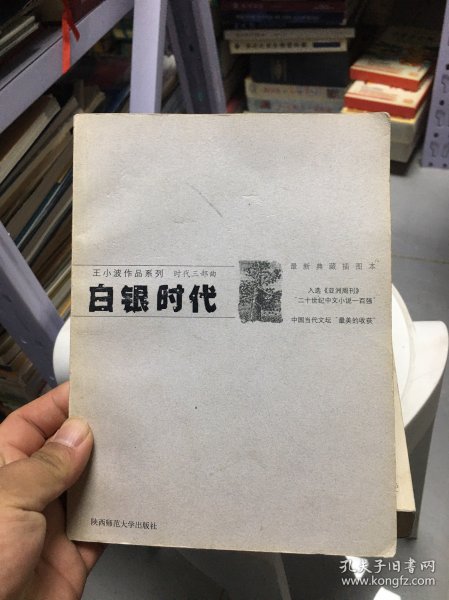 王小波作品系列 时代三部曲
白银时代
最新典藏插图本
入选《亚洲周刊》
“二十世纪中文小说一百强”
中国当代文坛“最美的收获”
陕西师范大学出版社
孔夫子旧书网
www.kongfz.com